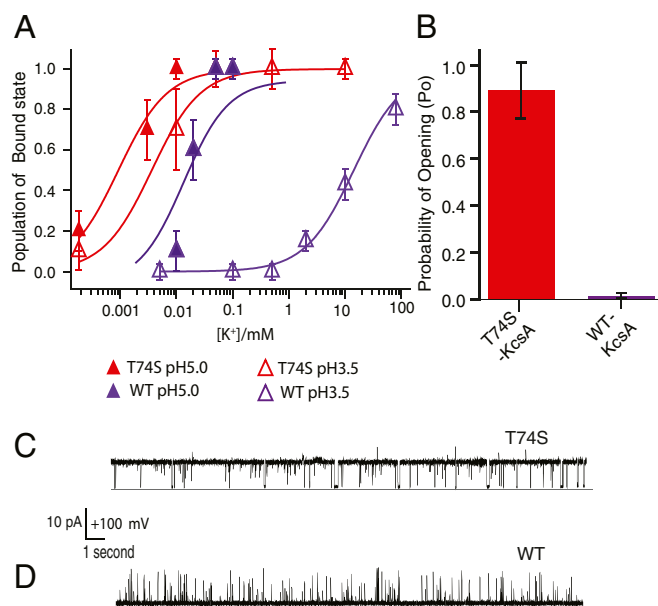 A
Population of Bound state
1.0
0.8
0.6
0.4
0.2
0.0
0.001
0.01
0.1
1
10
100
[K+]/mM
T74S pH5.0
T74S pH3.5
WT pH5.0
WT pH3.5
B
Probability of Opening (Po)
1.0
0.8
0.6
0.4
0.2
0.0
T74S
-KcsA
WT-
KcsA
C
T74S
10 pA
+100 mV
1 second
D
WT